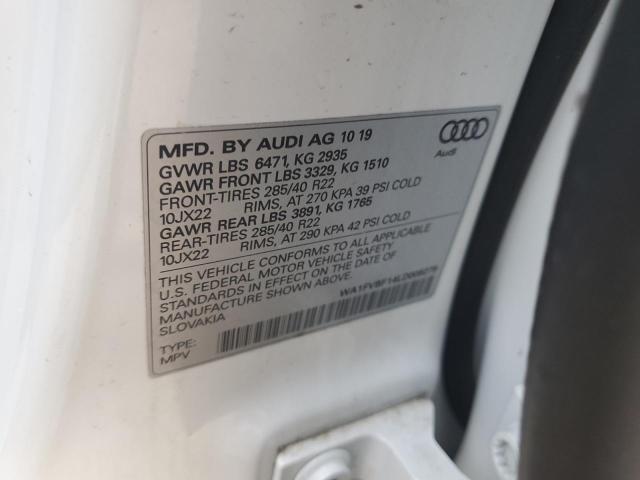 MFD. BY AUDI AG 10 19
Audi
GVWR LBS 6471, KG 2935
GAWR FRONT LBS 3329, KG 1510
FRONT-TIRES 285/40 R22
10JX22 RIMS, AT 270 KPA 39 PSI COLD
GAWR REAR LBS 3891, KG 1765
REAR-TIRES 285/40 R22
10JX22 RIMS, AT 290 KPA 42 PSI COLD
THIS VEHICLE CONFORMS TO ALL APPLICABLE
U.S. FEDERAL MOTOR VEHICLE SAFETY
STANDARDS IN EFFECT ON THE DATE OF
MANUFACTURE SHOWN ABOVE.
SLOVAKIA
TYPE:
MPV